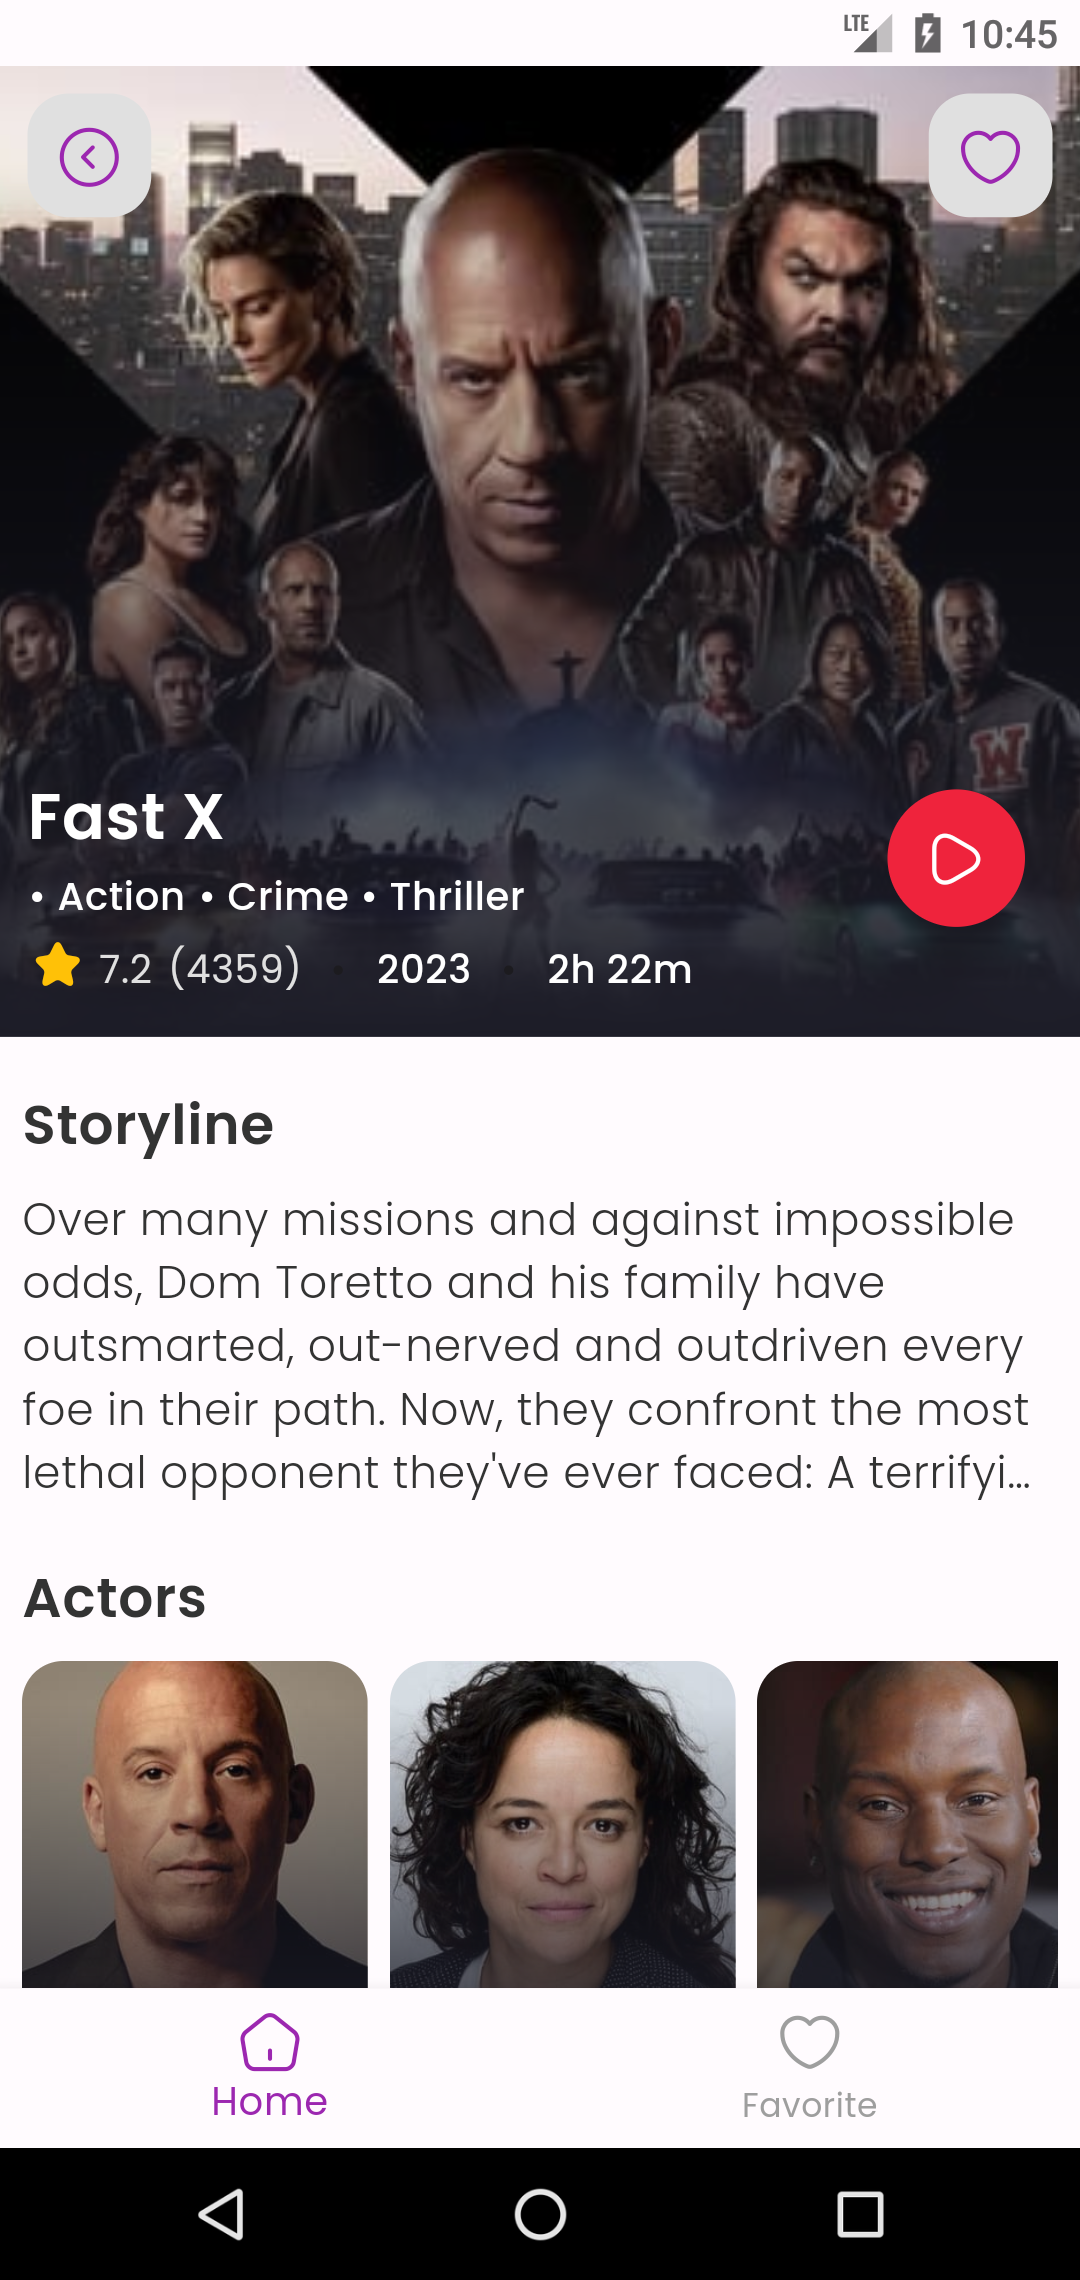 LTE 10:45
W
Fast X
• Action • Crime • Thriller
7.2 (4359) · 2023 · 2h 22m
Storyline
Over many missions and against impossible
odds, Dom Toretto and his family have
outsmarted, out-nerved and outdriven every
foe in their path. Now, they confront the most
lethal opponent they've ever faced: A terrifyi...
Actors
Home
Favorite